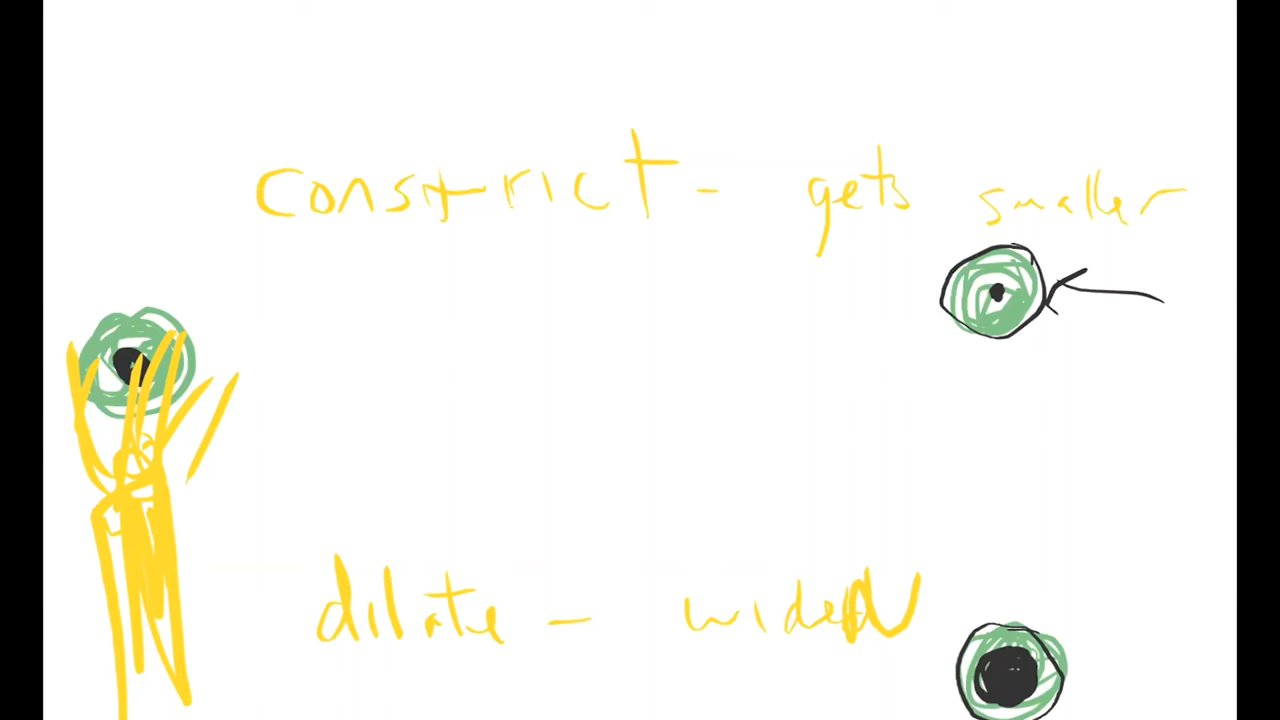 constrict - gets smaller
dilate - widen